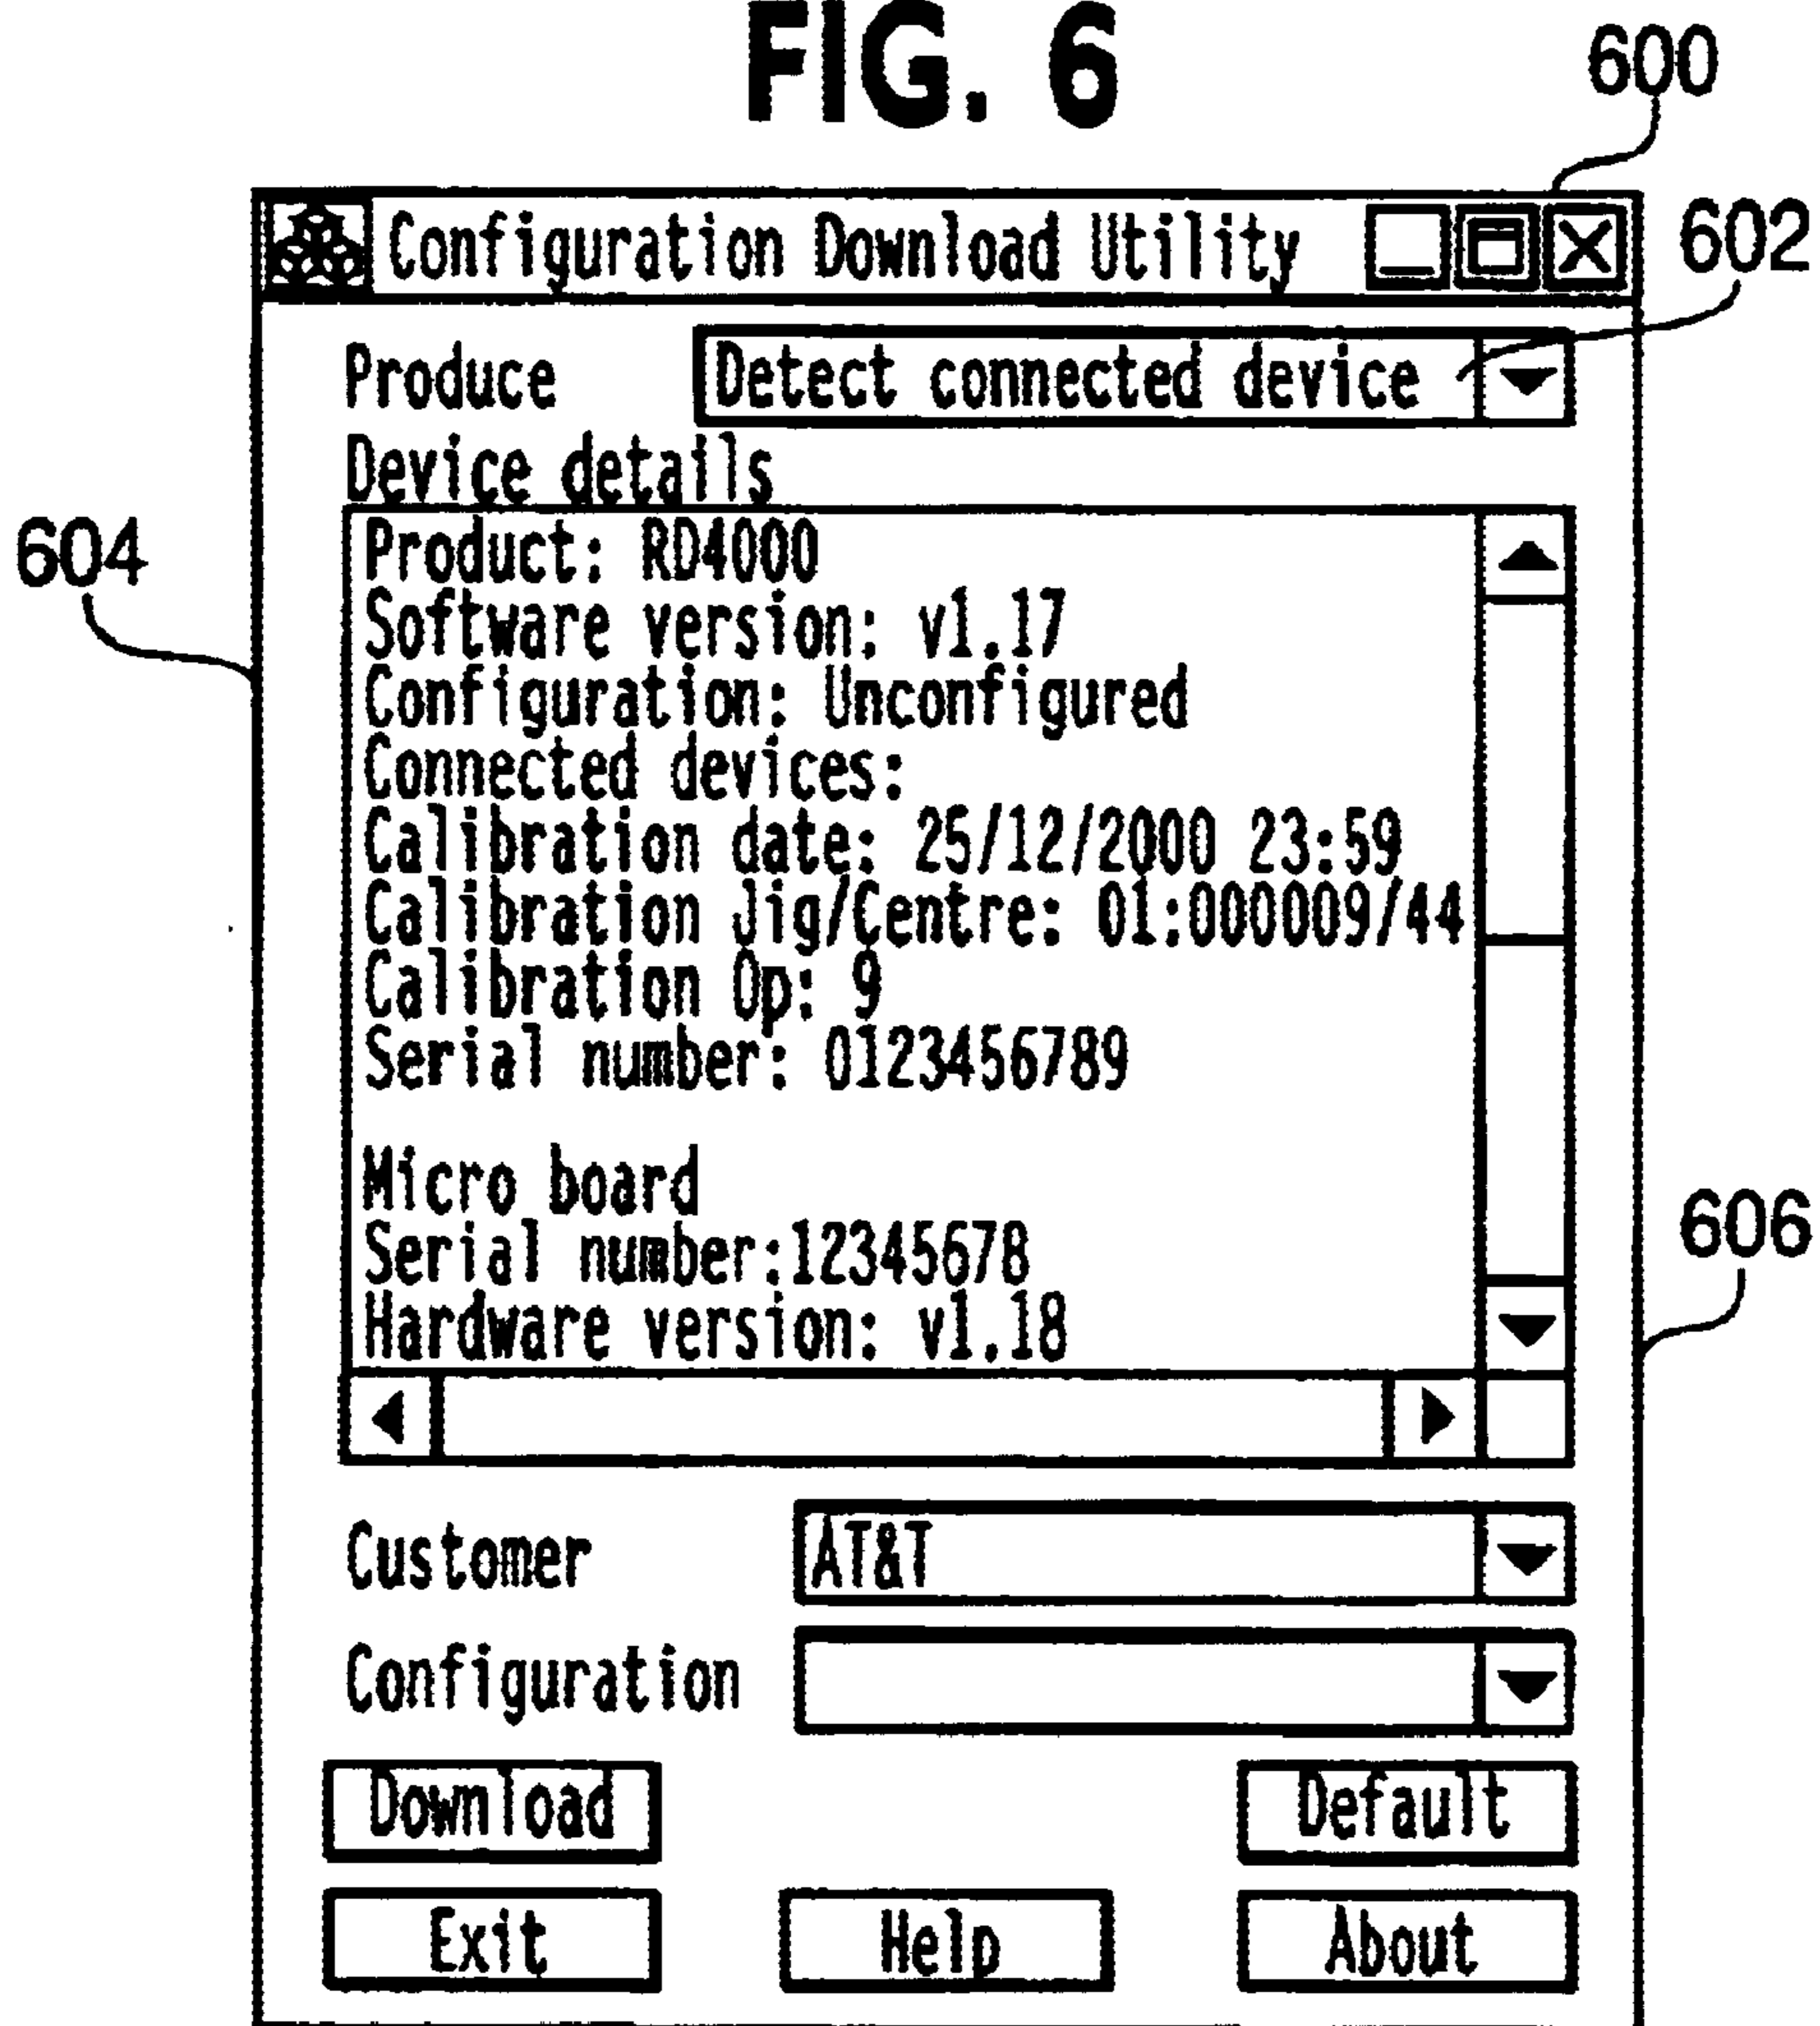 FIG. 6
600
Configuration Download Utility
602
Produce Detect connected device
Device details
604
Product: RD4000
Software version: v1.17
Configuration: Unconfigured
Connected devices:
Calibration date: 25/12/2000 23:59
Calibration Jig/Centre: 01:000009/44
Calibration Op: 9
Serial number: 0123456789
Micro board
606
Serial number:12345678
Hardware version: v1.18
Customer AT&T
Configuration
Download Default
Exit Help About